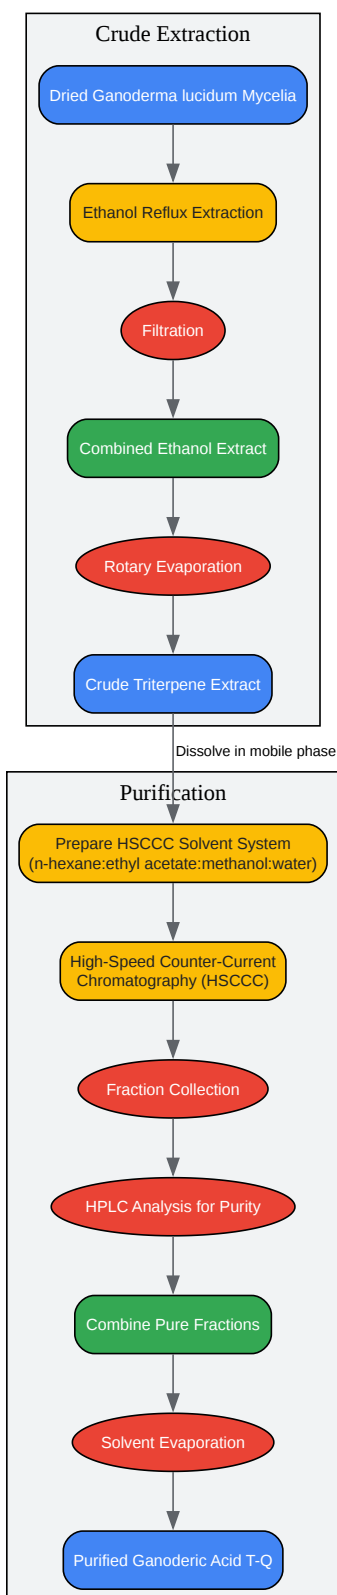 Crude Extraction
Dried Ganoderma lucidum Mycelia
Ethanol Reflux Extraction
Filtration
Combined Ethanol Extract
Rotary Evaporation
Crude Triterpene Extract
Dissolve in mobile phase
Purification
Prepare HSCCC Solvent System
(n-hexane:ethyl acetate:methanol:water)
High-Speed Counter-Current
Chromatography (HSCCC)
Fraction Collection
HPLC Analysis for Purity
Combine Pure Fractions
Solvent Evaporation
Purified Ganoderic Acid T-Q